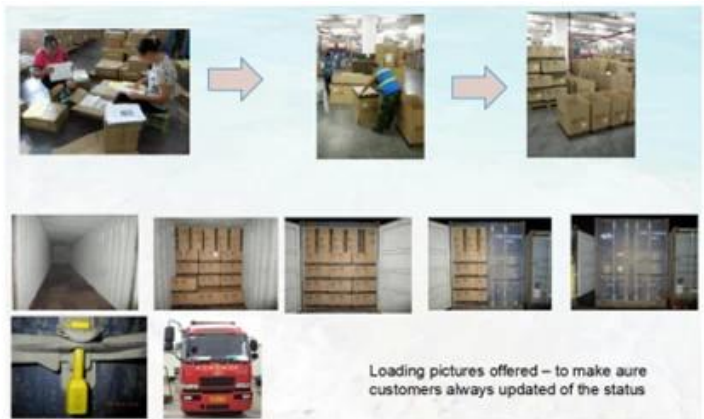 Loading pictures offered – to make aure
customers always updated of the status